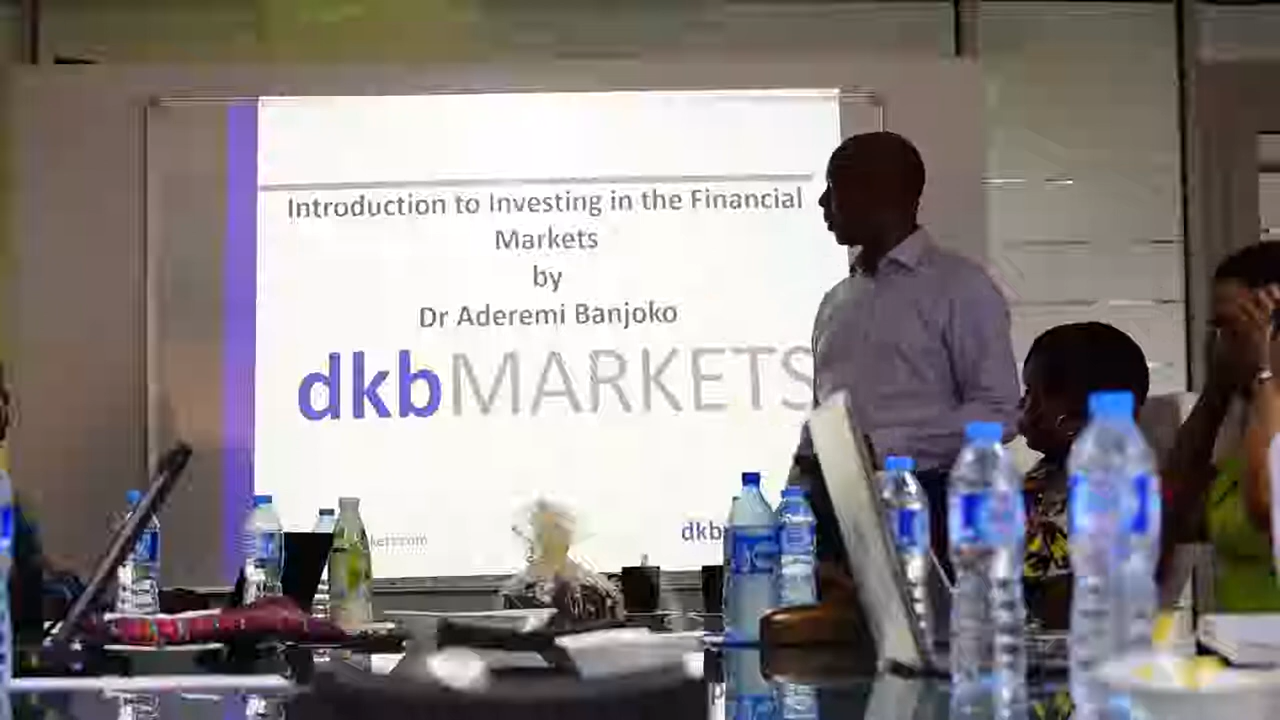 Introduction to Investing in the Financial
Markets
by
Dr Aderemi Banjoko
dkbMARKETS